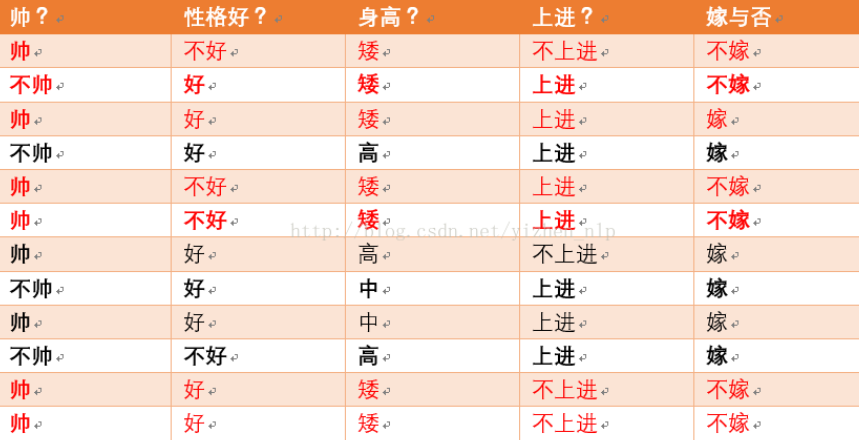 帅？ 性格好？ 身高？ 上进？ 嫁与否
帅 不好 矮 不上进 不嫁
不帅 好 矮 上进 不嫁
帅 好 矮 上进 嫁
不帅 好 高 上进 嫁
帅 不好 矮 上进 不嫁
帅 不好 矮 上进 不嫁
http://blog.csdn.net/yizhen_nlp
帅 好 高 不上进 嫁
不帅 好 中 上进 嫁
帅 好 中 上进 嫁
不帅 不好 高 上进 嫁
帅 好 矮 不上进 不嫁
帅 好 矮 不上进 不嫁